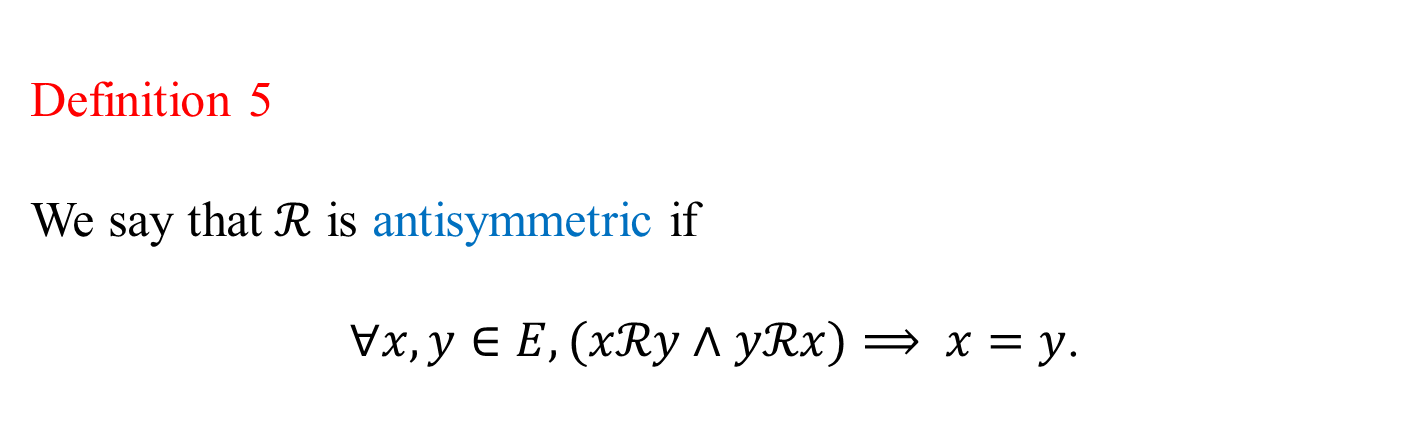 Definition 5
We say that ℛ is antisymmetric if
∀x, y ∈ E, (xℛy ∧ yℛx) ⟹ x = y.